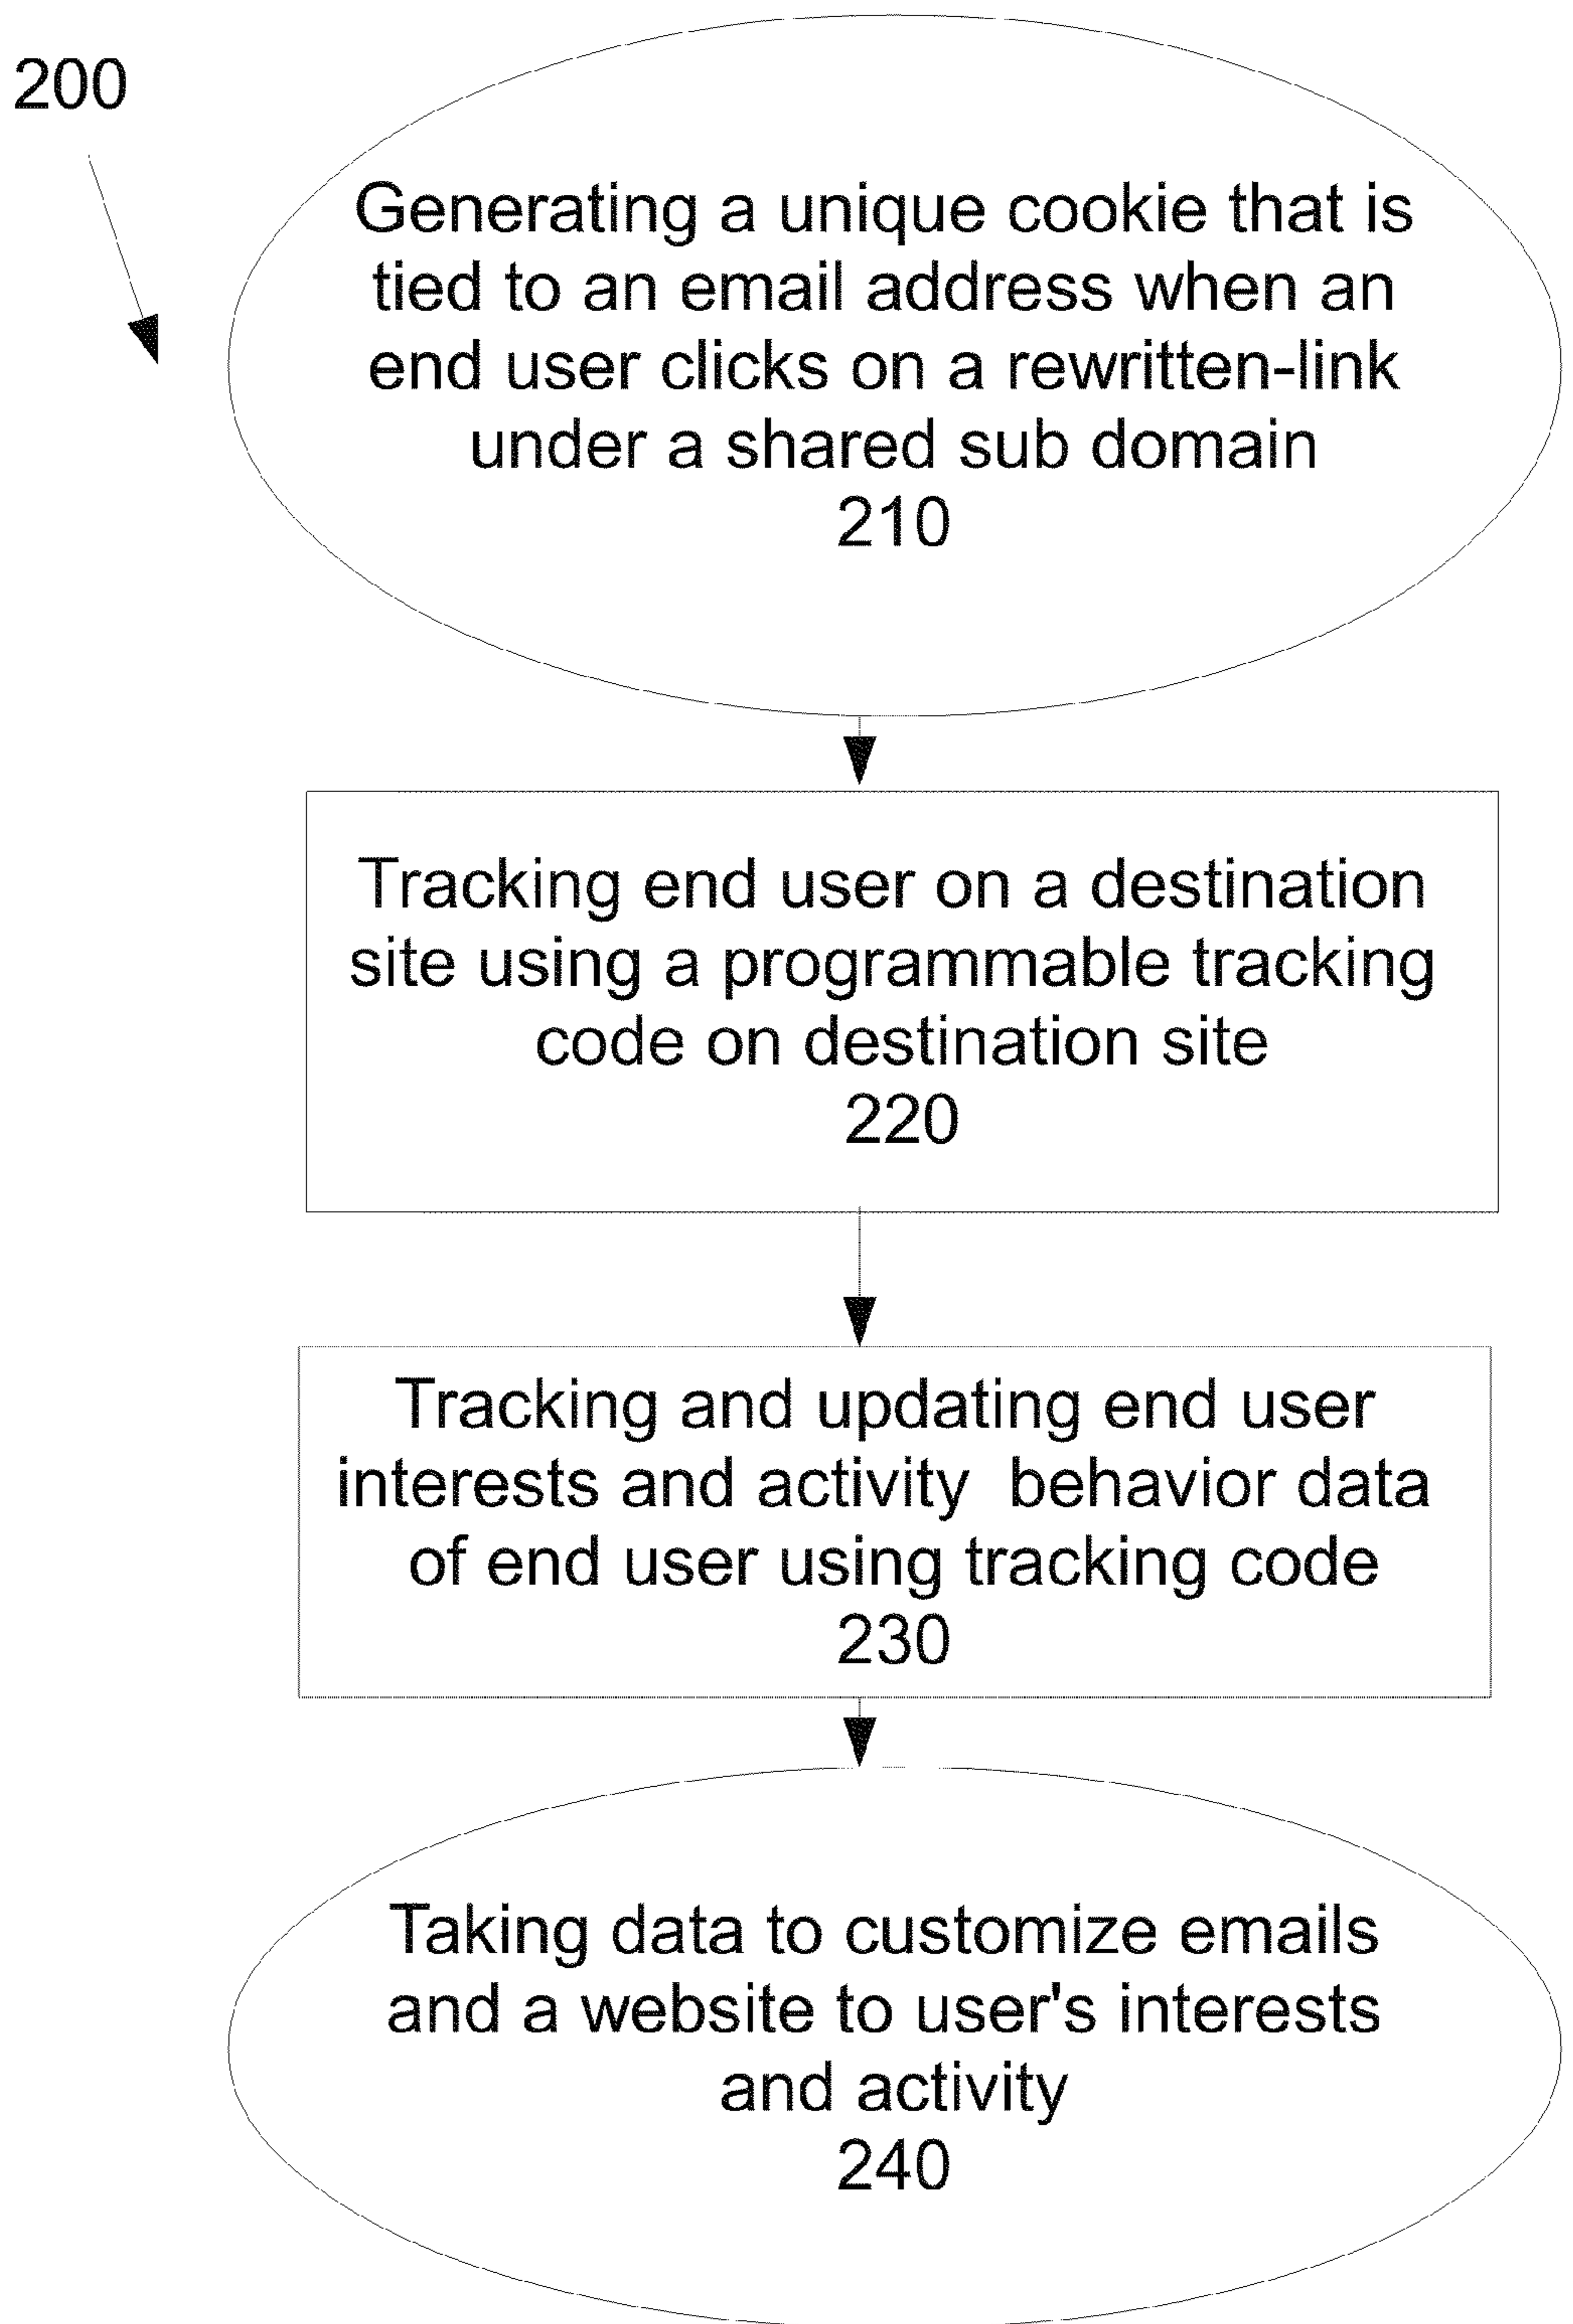 200
Generating a unique cookie that is
tied to an email address when an
end user clicks on a rewritten-link
under a shared sub domain
210
Tracking end user on a destination
site using a programmable tracking
code on destination site
220
Tracking and updating end user
interests and activity  behavior data
of end user using tracking code
230
Taking data to customize emails
and a website to user's interests
and activity
240